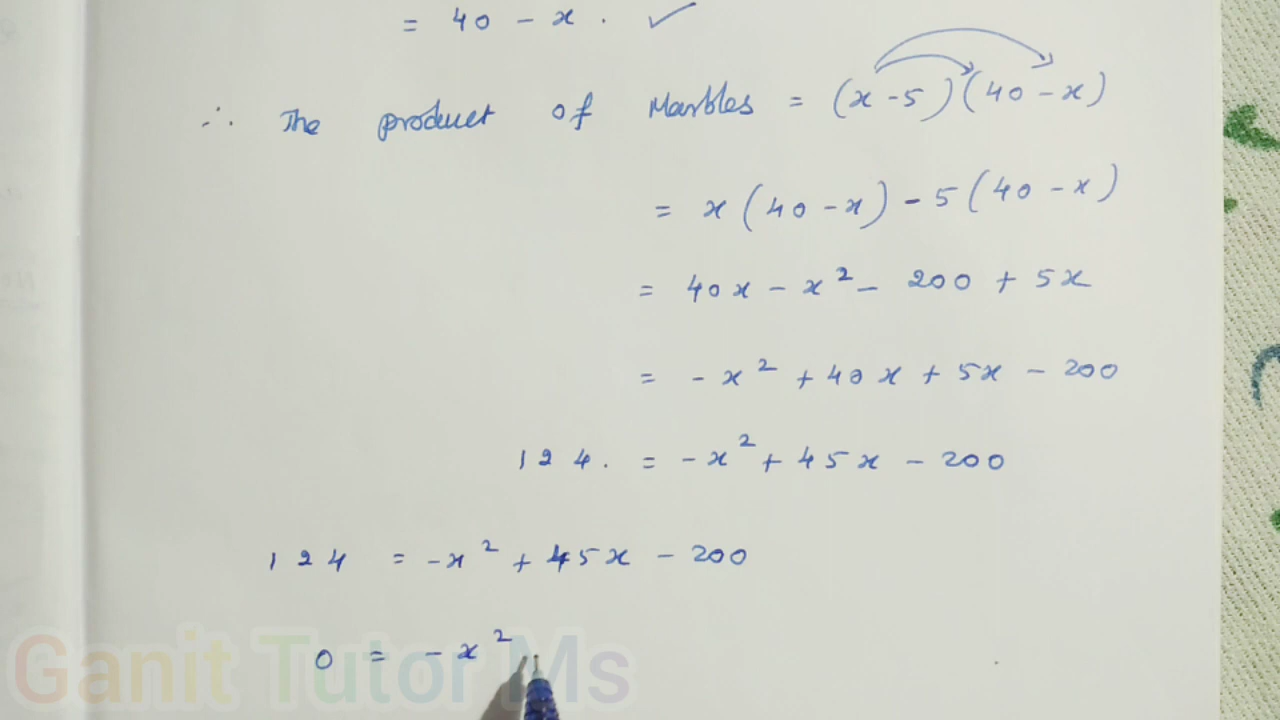 = 40 - x .
∴ The product of Marbles = (x - 5) (40 - x)
= x (40 - x) - 5 (40 - x)
= 40x - x² - 200 + 5x
= - x² + 40x + 5x - 200
124. = - x² + 45x - 200
124 = - x² + 45x - 200
0 = - x²
Ganit Tutor Ms